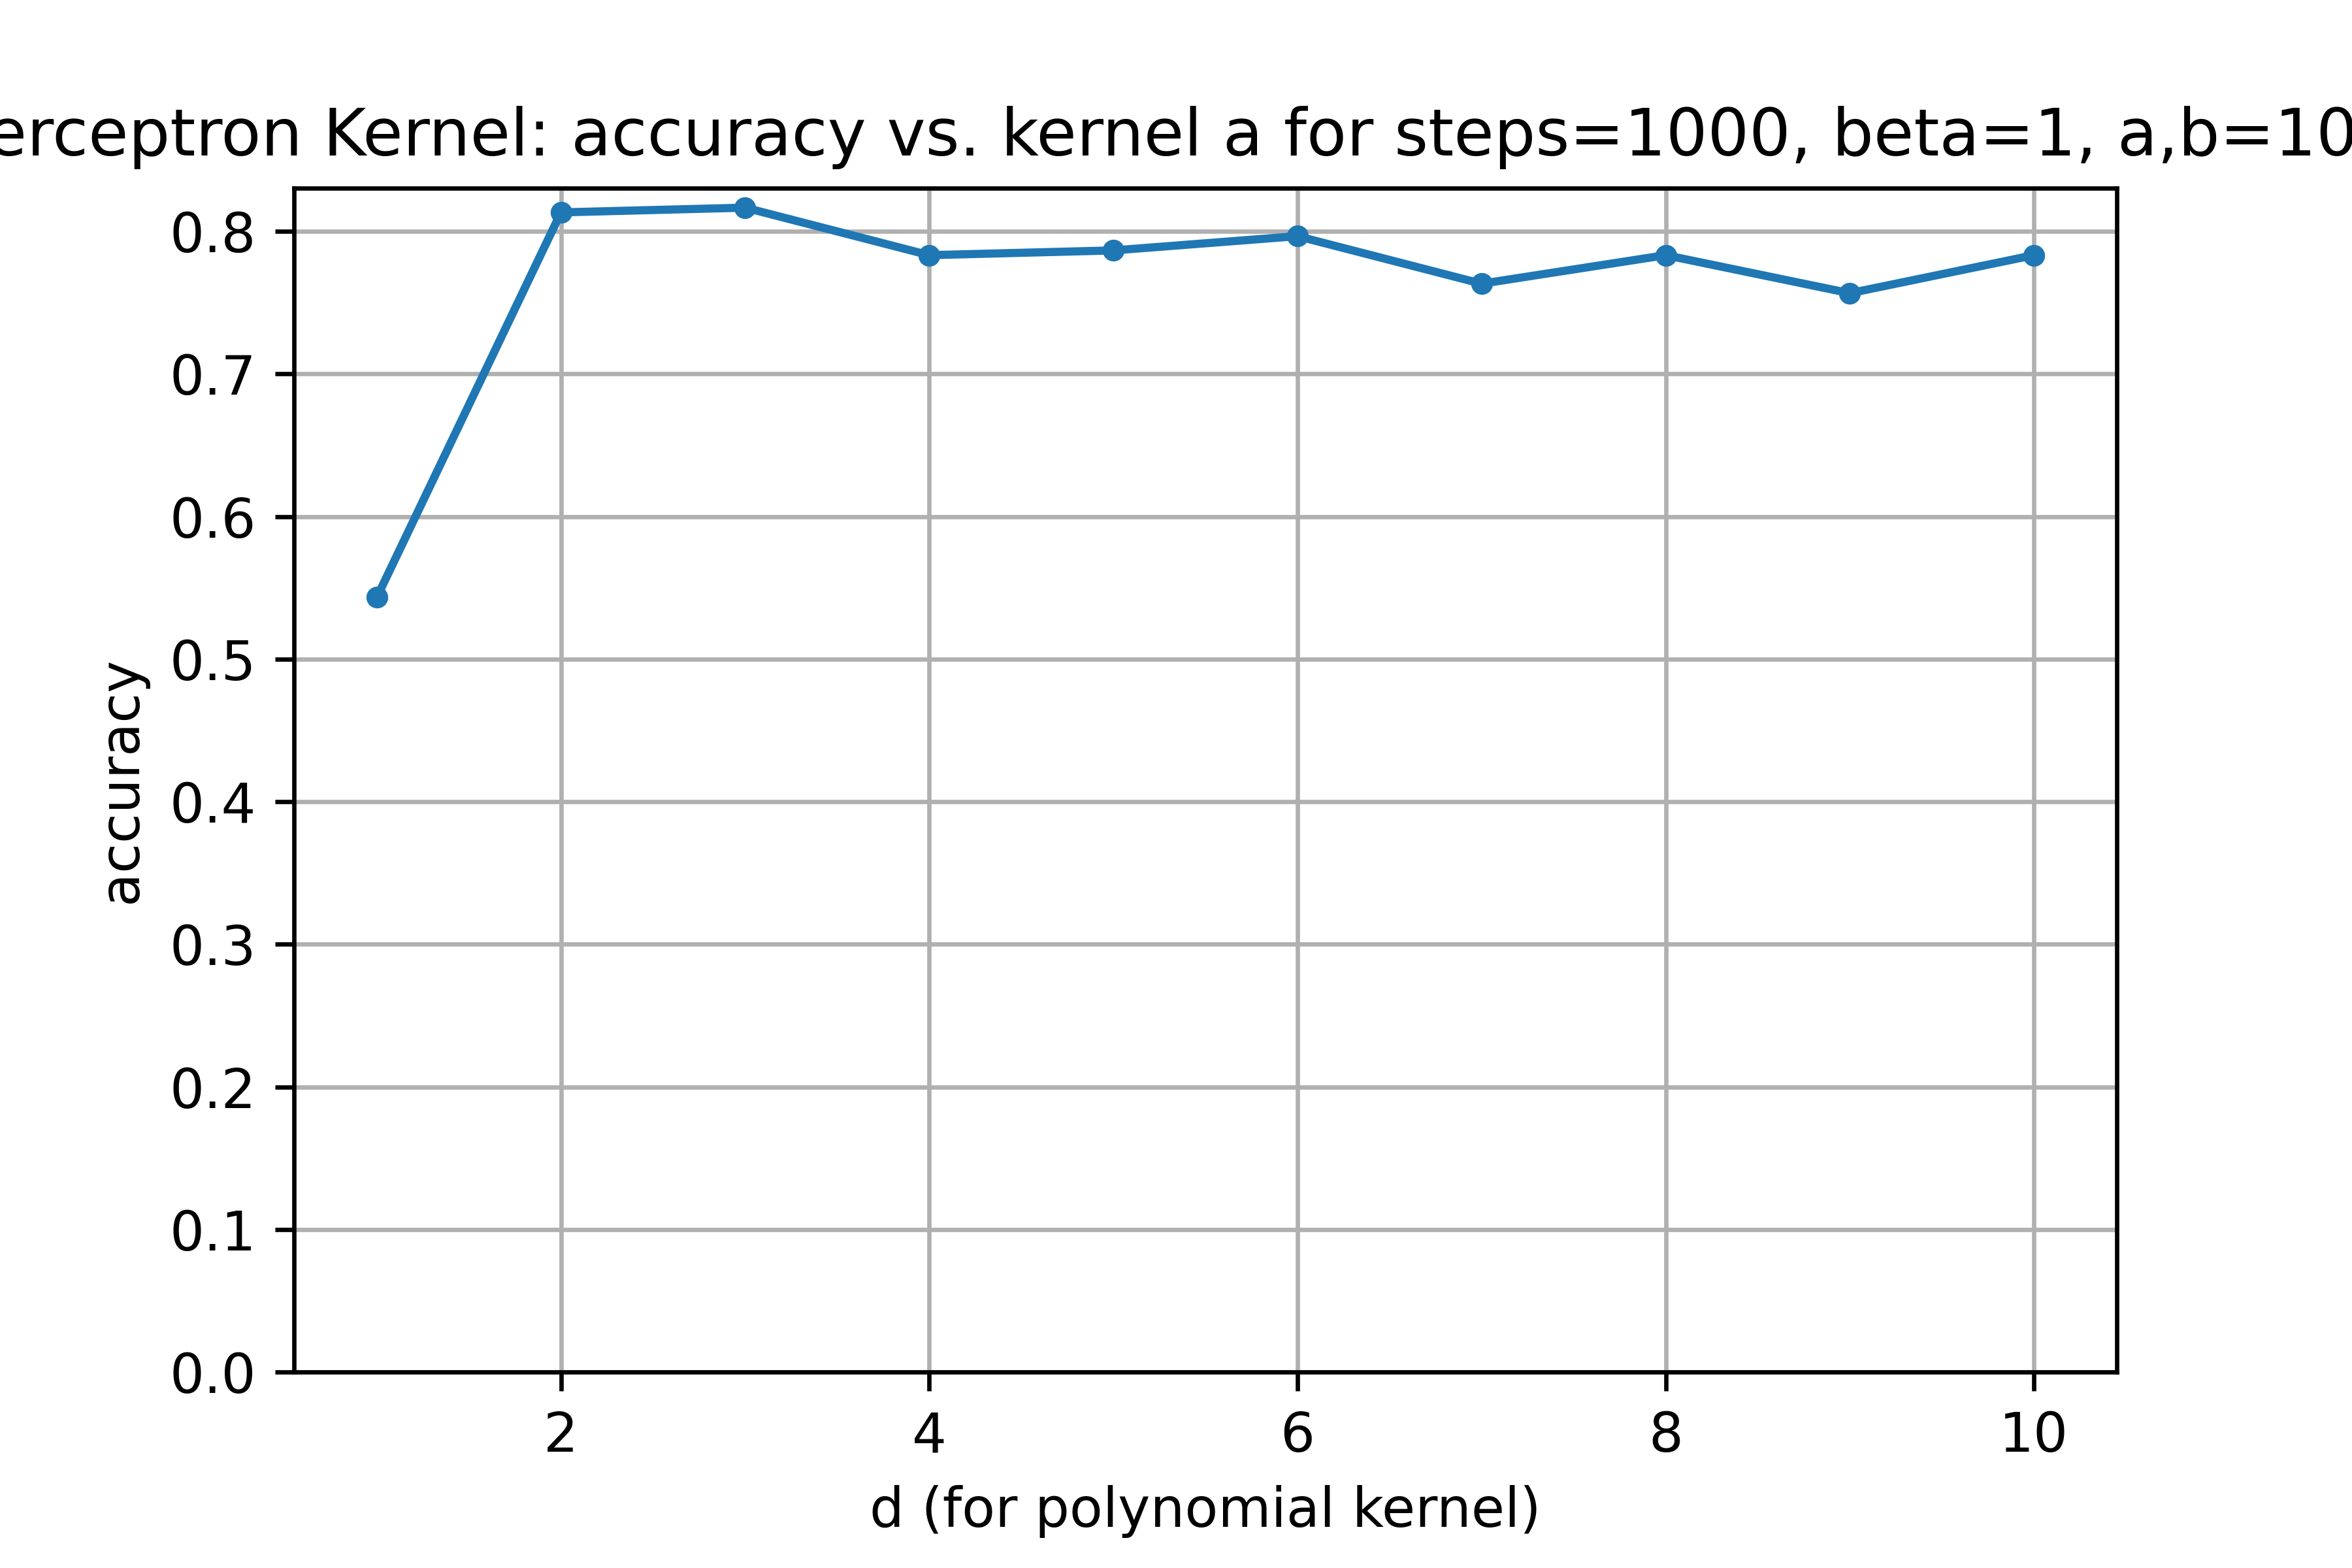 erceptron Kernel: accuracy vs. kernel a for steps=1000, beta=1, a,b=10
accuracy
0.8
0.7
0.6
0.5
0.4
0.3
0.2
0.1
0.0
2 4 6 8 10
d (for polynomial kernel)